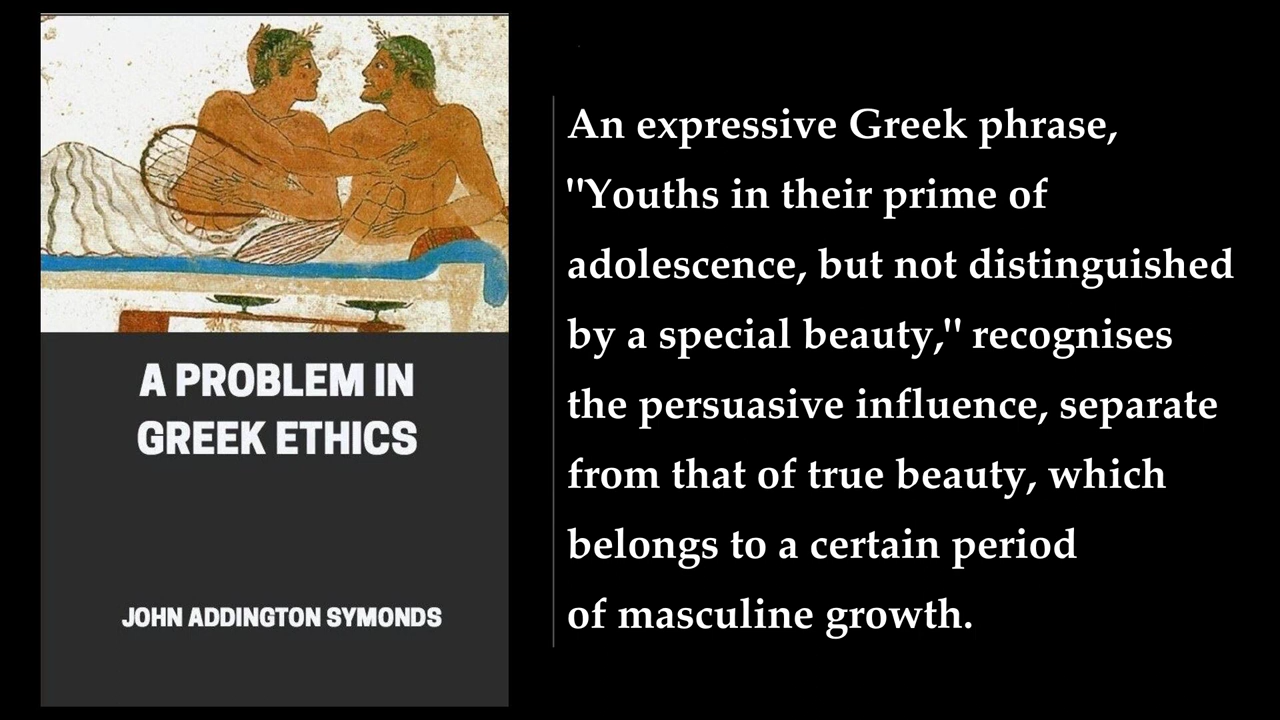 A PROBLEM IN
GREEK ETHICS
JOHN ADDINGTON SYMONDS
An expressive Greek phrase,
"Youths in their prime of
adolescence, but not distinguished
by a special beauty," recognises
the persuasive influence, separate
from that of true beauty, which
belongs to a certain period
of masculine growth.